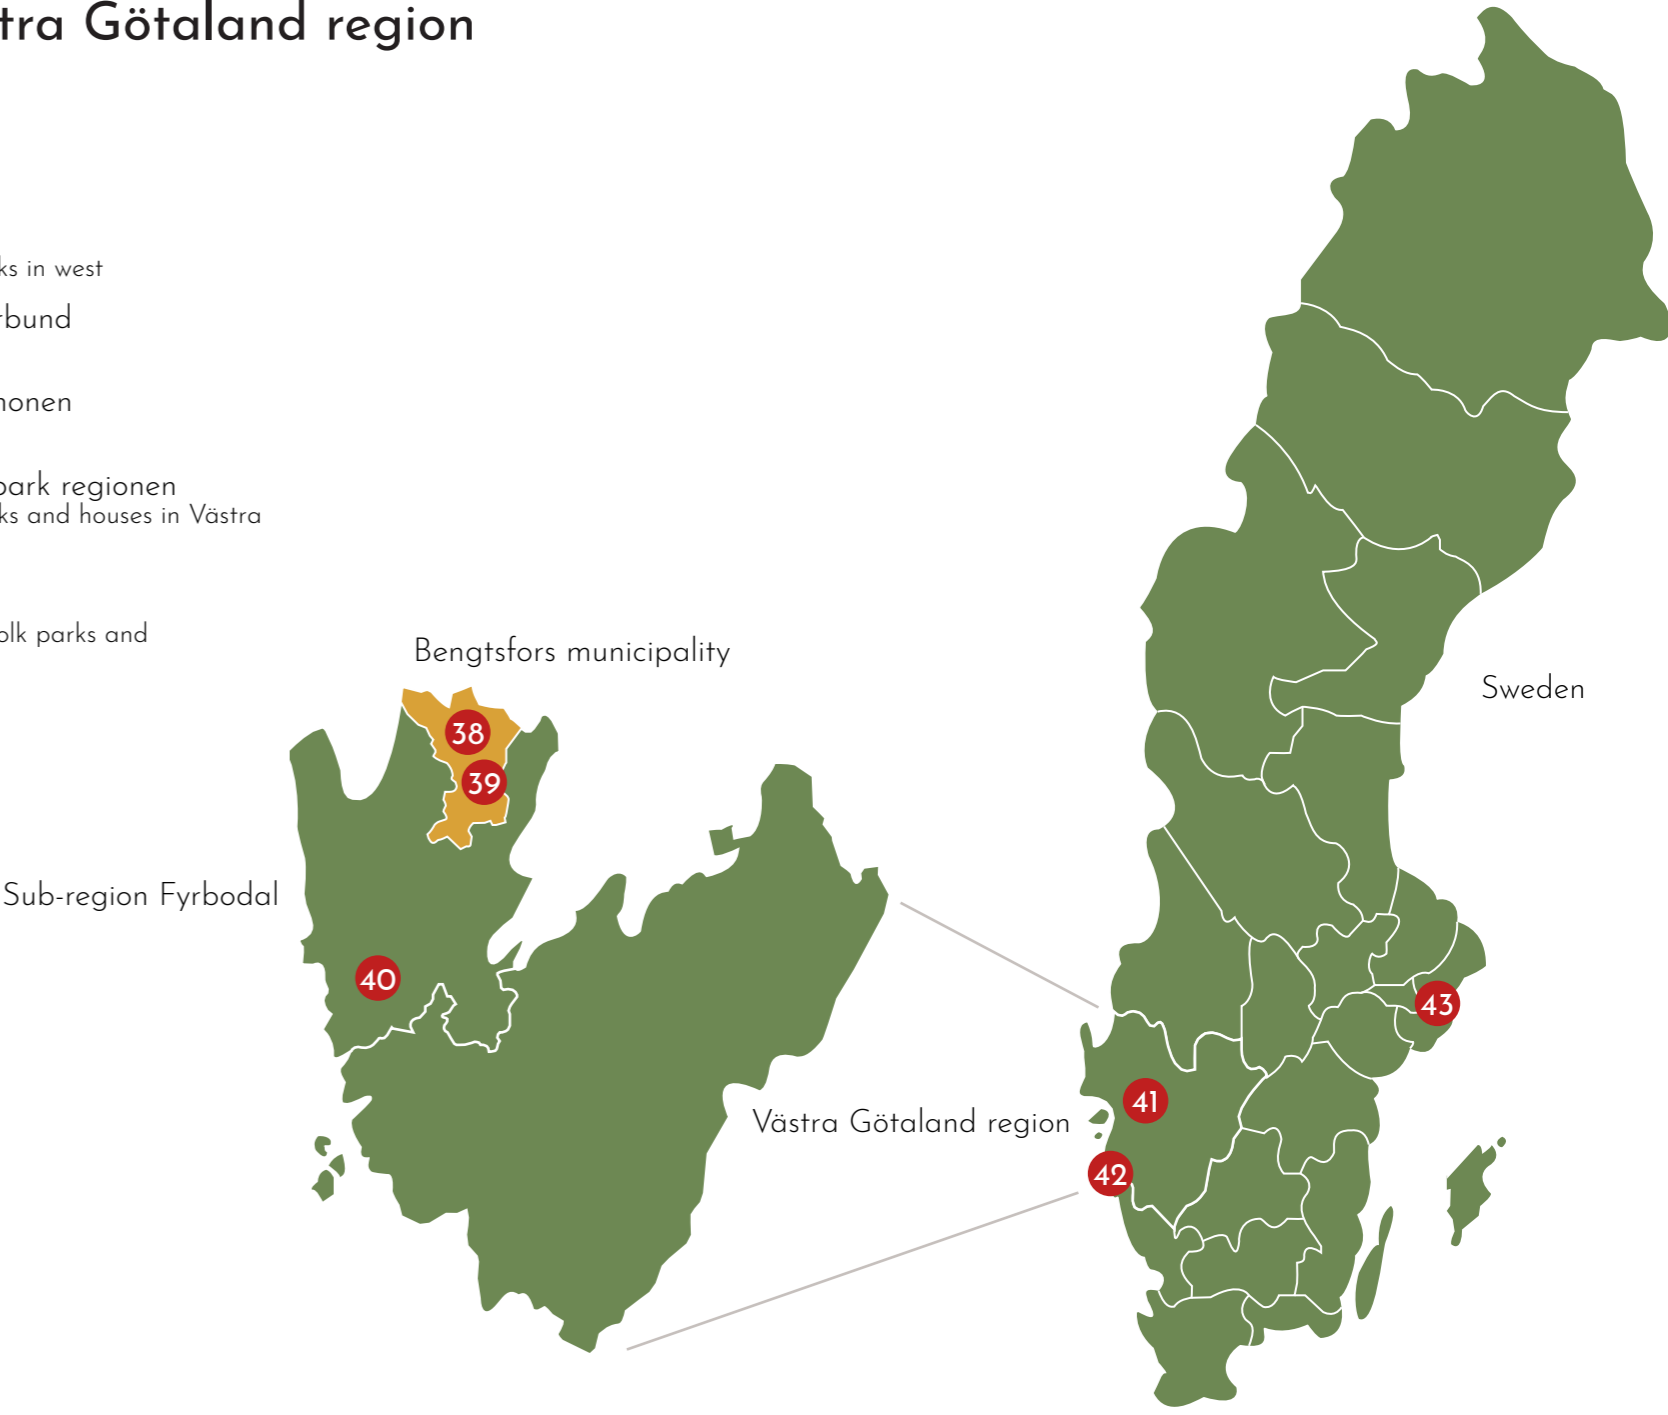 tra Götaland region
ks in west
rbund
nonen
park regionen
ks and houses in Västra
olk parks and
Bengtsfors municipality
38
39
Sweden
Sub-region Fyrbodal
40
43
41
Västra Götaland region
42